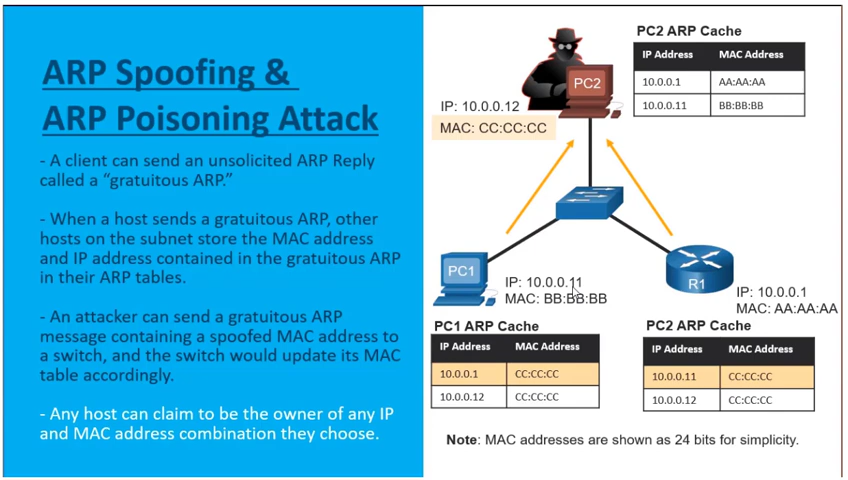 ARP Spoofing &
ARP Poisoning Attack
- A client can send an unsolicited ARP Reply
called a “gratuitous ARP.”
- When a host sends a gratuitous ARP, other
hosts on the subnet store the MAC address
and IP address contained in the gratuitous ARP
in their ARP tables.
- An attacker can send a gratuitous ARP
message containing a spoofed MAC address to
a switch, and the switch would update its MAC
table accordingly.
- Any host can claim to be the owner of any IP
and MAC address combination they choose.
PC2 ARP Cache
IP Address MAC Address
10.0.0.1 AA:AA:AA
10.0.0.11 BB:BB:BB
PC2
IP: 10.0.0.12
MAC: CC:CC:CC
PC1
IP: 10.0.0.11
MAC: BB:BB:BB
R1
IP: 10.0.0.1
MAC: AA:AA:AA
PC1 ARP Cache
IP Address MAC Address
10.0.0.1 CC:CC:CC
10.0.0.12 CC:CC:CC
PC2 ARP Cache
IP Address MAC Address
10.0.0.11 CC:CC:CC
10.0.0.12 CC:CC:CC
Note: MAC addresses are shown as 24 bits for simplicity.